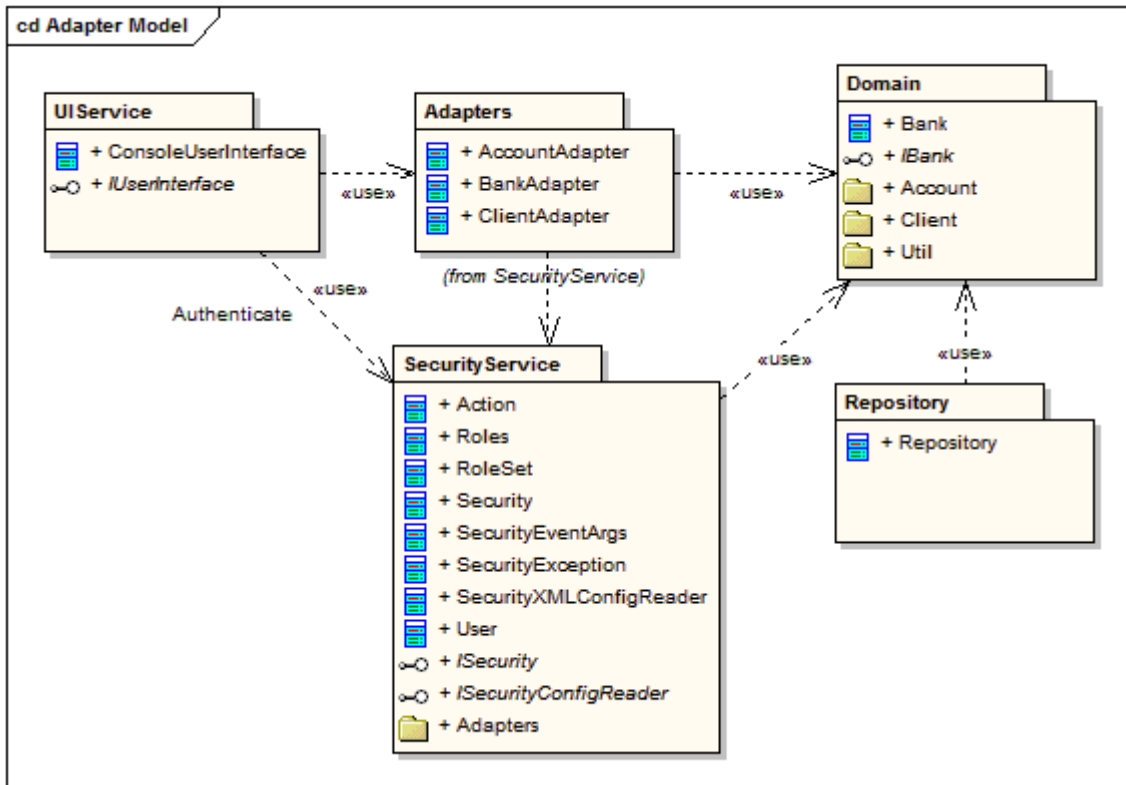 cd Adapter Model
UIService
+ ConsoleUserInterface
+ IUserInterface
«use»
Adapters
+ AccountAdapter
+ BankAdapter
+ ClientAdapter
(from SecurityService)
«use»
Domain
+ Bank
+ IBank
+ Account
+ Client
+ Util
«use»
Authenticate
SecurityService
+ Action
+ Roles
+ RoleSet
+ Security
+ SecurityEventArgs
+ SecurityException
+ SecurityXMLConfigReader
+ User
+ ISecurity
+ ISecurityConfigReader
+ Adapters
«use»
«use»
Repository
+ Repository